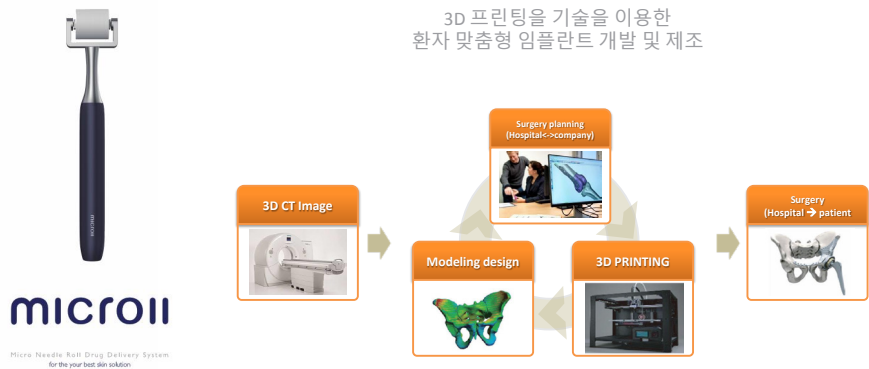 3D 프린팅을 기술을 이용한
환자 맞춤형 임플란트 개발 및 제조
microll
microll
Micro Needle Roll Drug Delivery System
for the your best skin solution
3D CT Image
Surgery planning
(Hospital<->company)
Modeling design
3D PRINTING
Surgery
(Hospital → patient